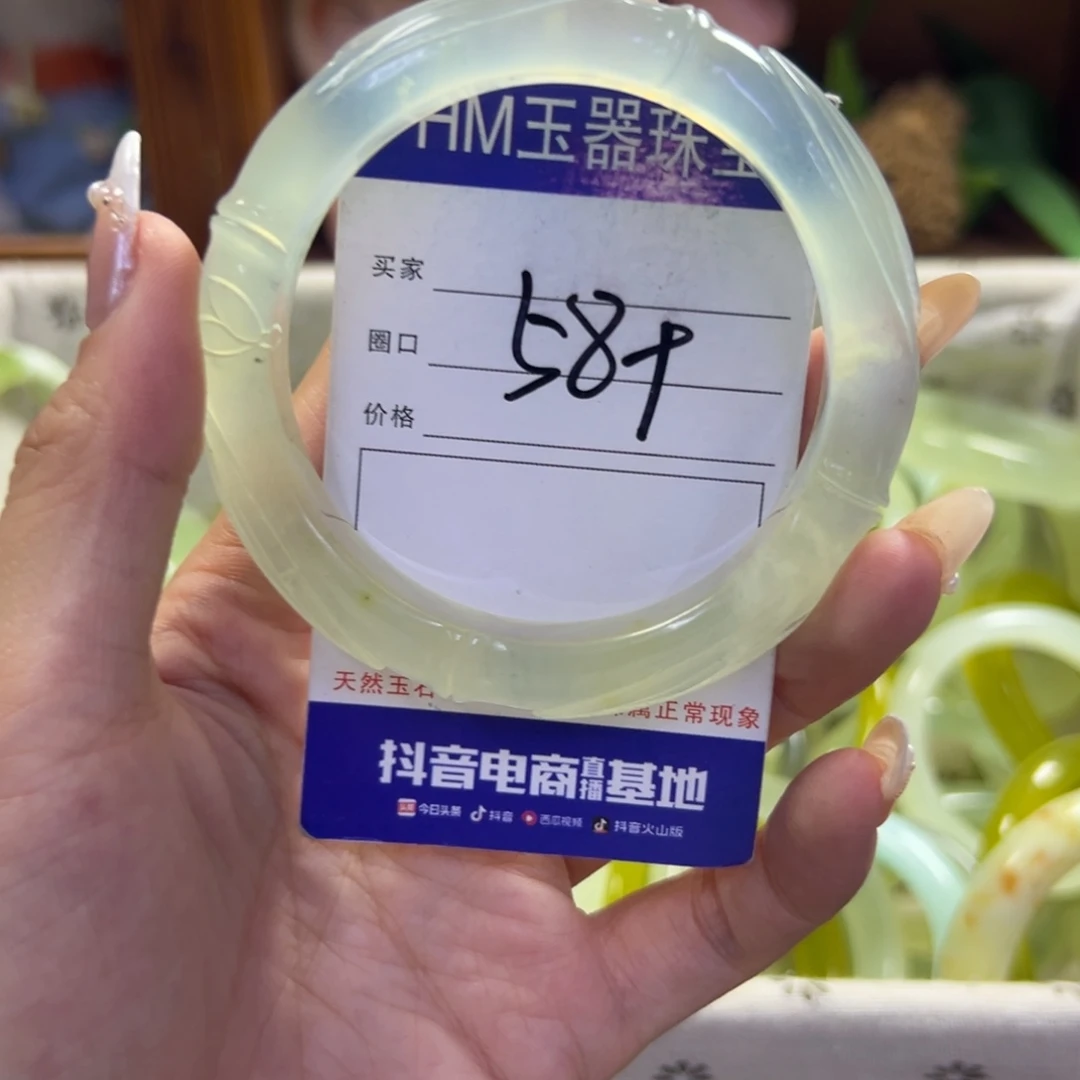 HM玉器珠宝
买家
圈口
58+
价格
天然玉石
属正常现象
抖音电商直播基地
今日头条 抖音 西瓜视频 抖音火山版